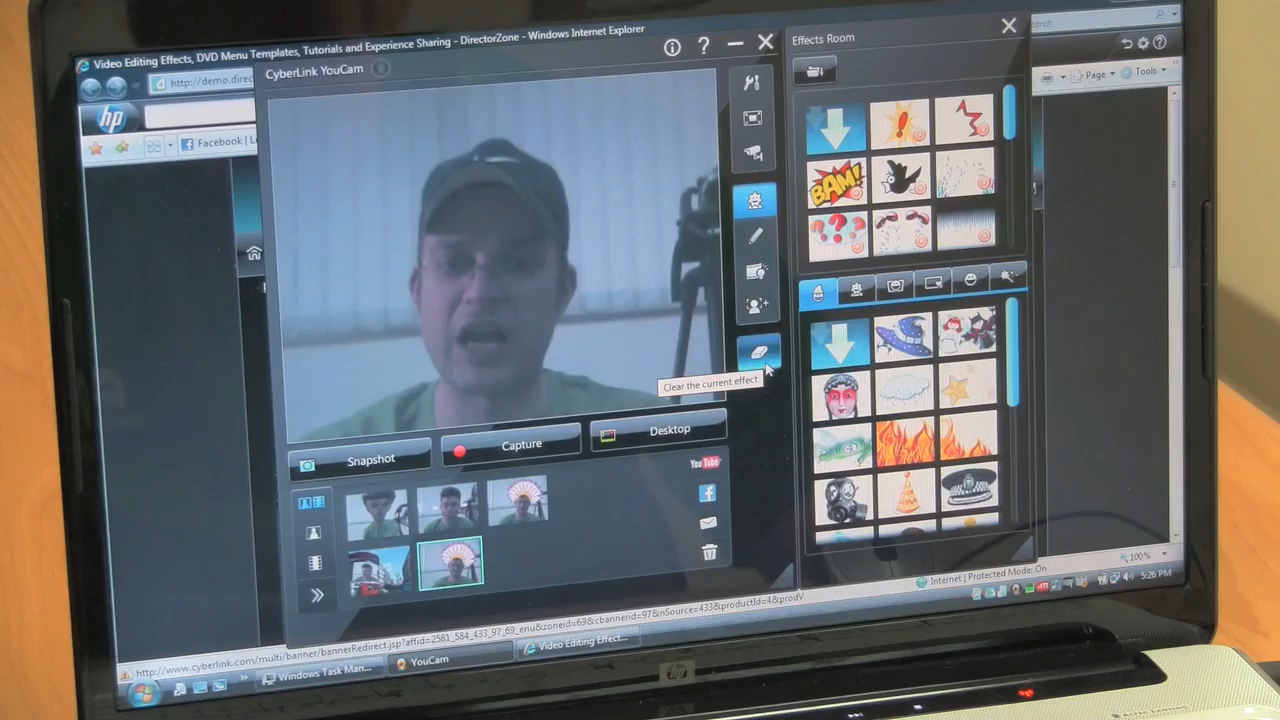 Video Editing Effects, DVD Menu Templates, Tutorials and Experience Sharing - DirectorZone - Windows Internet Explorer
http://demo.direc
CyberLink YouCam
Effects Room
hp
Page
Tools
Facebook | L
BAM!
Clear the current effect
Snapshot
Capture
Desktop
YouTube
100%
Internet | Protected Mode: On
http://www.cyberlink.com/multi/banner/bannerRedirect.jsp?affid=2581_584_433_97_69_enu&zoneid=69&cbannerid=97&nSource=433&productId=4&prodV
5:26 PM
Windows Task Man...
YouCam
Video Editing Effect...
hp